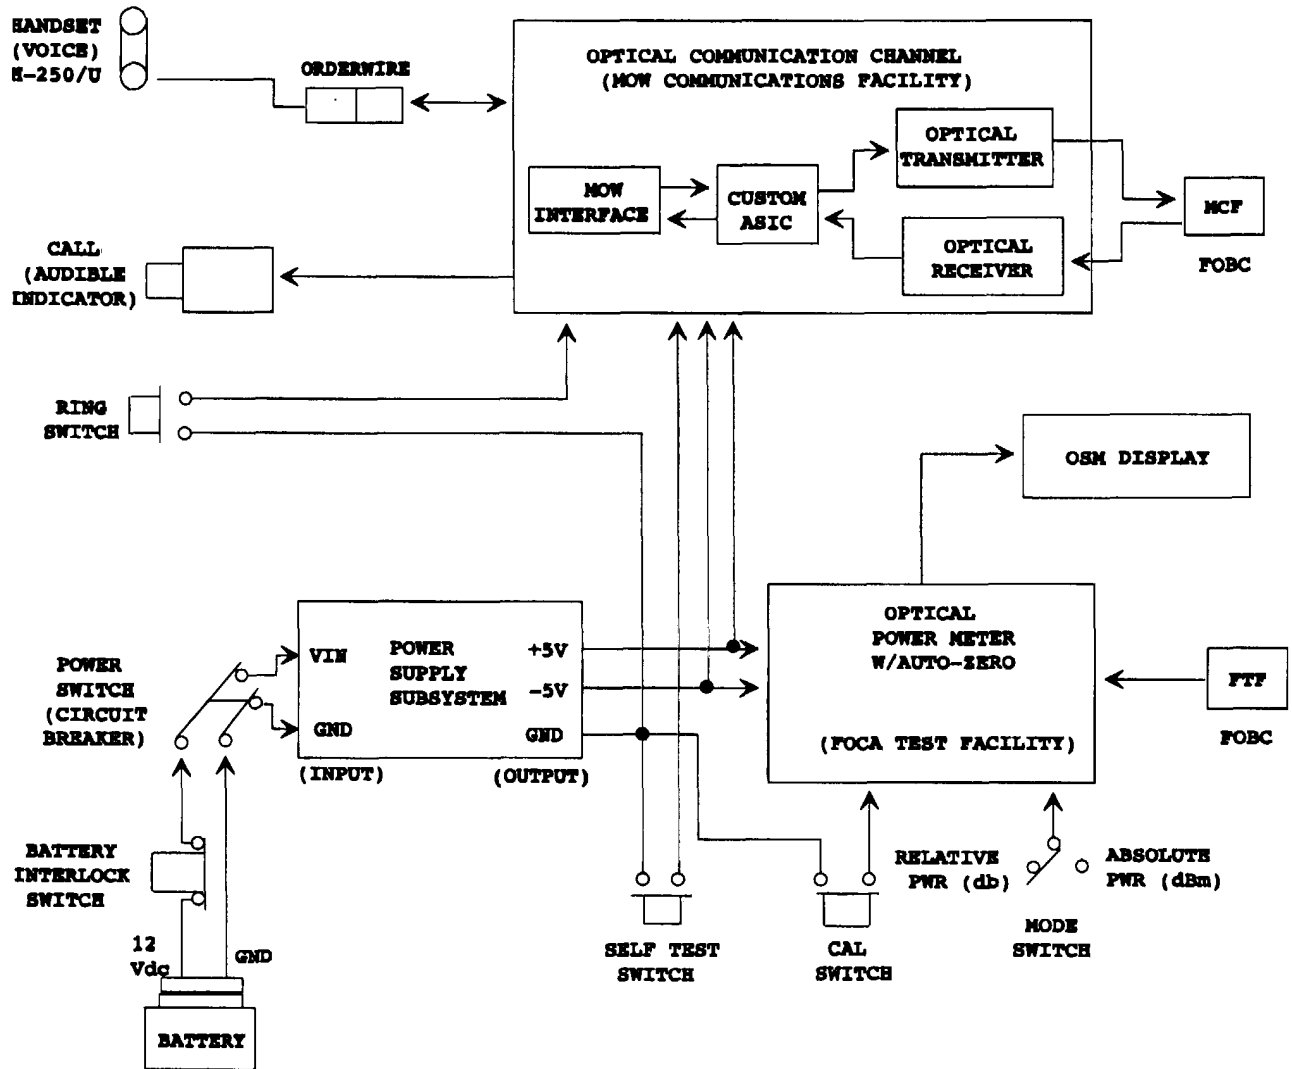 HANDSET
(VOICE)
H-250/U
ORDERWIRE
OPTICAL COMMUNICATION CHANNEL
(MOW COMMUNICATIONS FACILITY)
OPTICAL
TRANSMITTER
MOW
INTERFACE
CUSTOM
ASIC
OPTICAL
RECEIVER
MCF
FOBC
CALL
(AUDIBLE
INDICATOR)
RING
SWITCH
OSM DISPLAY
POWER
SWITCH
(CIRCUIT
BREAKER)
VIN
GND
POWER
SUPPLY
SUBSYSTEM
+5V
-5V
GND
(INPUT)
(OUTPUT)
OPTICAL
POWER METER
W/AUTO-ZERO
(FOCA TEST FACILITY)
FTF
FOBC
BATTERY
INTERLOCK
SWITCH
12
Vdc
GND
BATTERY
SELF TEST
SWITCH
CAL
SWITCH
RELATIVE
PWR (db)
ABSOLUTE
PWR (dBm)
MODE
SWITCH